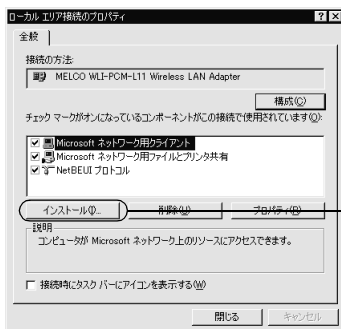 ローカル エリア接続のプロパティ
全般
接続の方法:
MELCO WLI-PCM-L11 Wireless LAN Adapter
構成(C)
チェック マークがオンになっているコンポーネントがこの接続で使用されています(O):
Microsoft ネットワーク用クライアント
Microsoft ネットワーク用ファイルとプリンタ共有
NetBEUI プロトコル
インストール(I)... 削除(U) プロパティ(R)
説明
コンピュータが Microsoft ネットワーク上のリソースにアクセスできます。
接続時にタスク バーにアイコンを表示する(W)
閉じる キャンセル